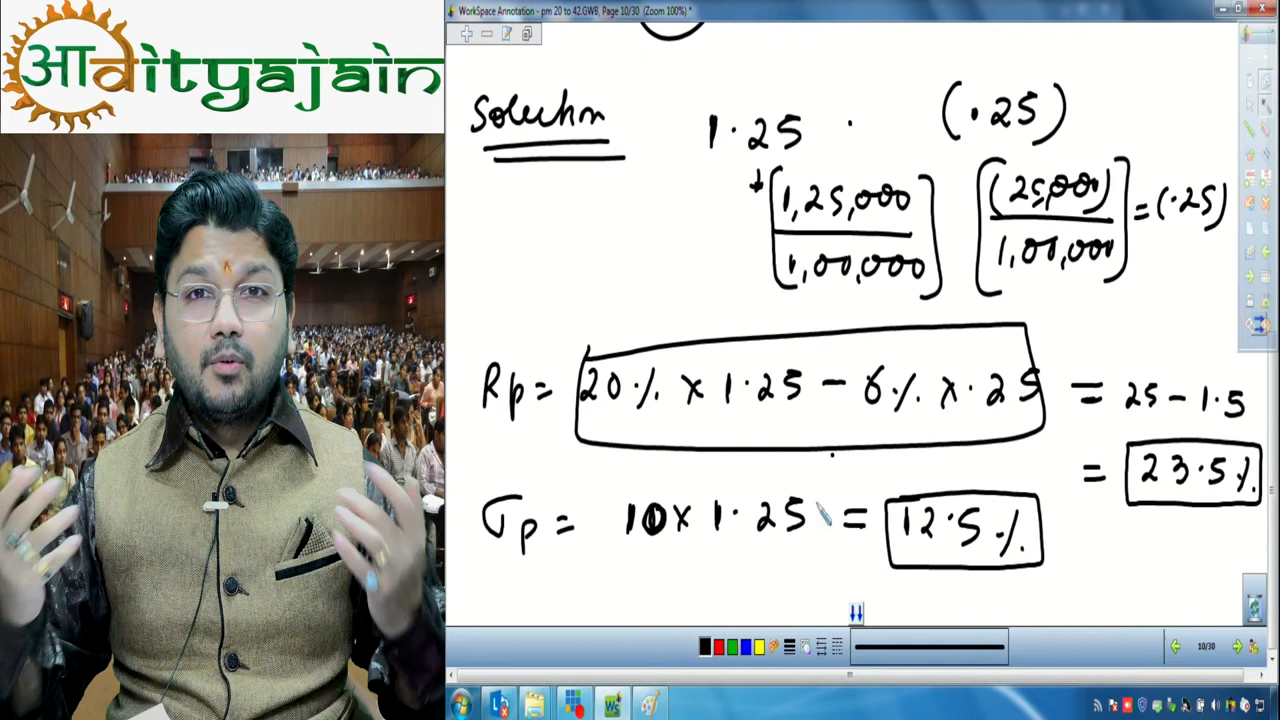 आdityajain
WorkSpace Annotation - pm 20 to 42.GWB, Page 10/30 (Zoom 100%) *
Solution
1.25 (.25)
+[1,25,000 / 1,00,000] [(25,000) / 1,00,000] = (.25)
Rp = 20% x 1.25 - 6% x .25 = 25 - 1.5
= 23.5%
σp = 10 x 1.25 = 12.5%
10/30